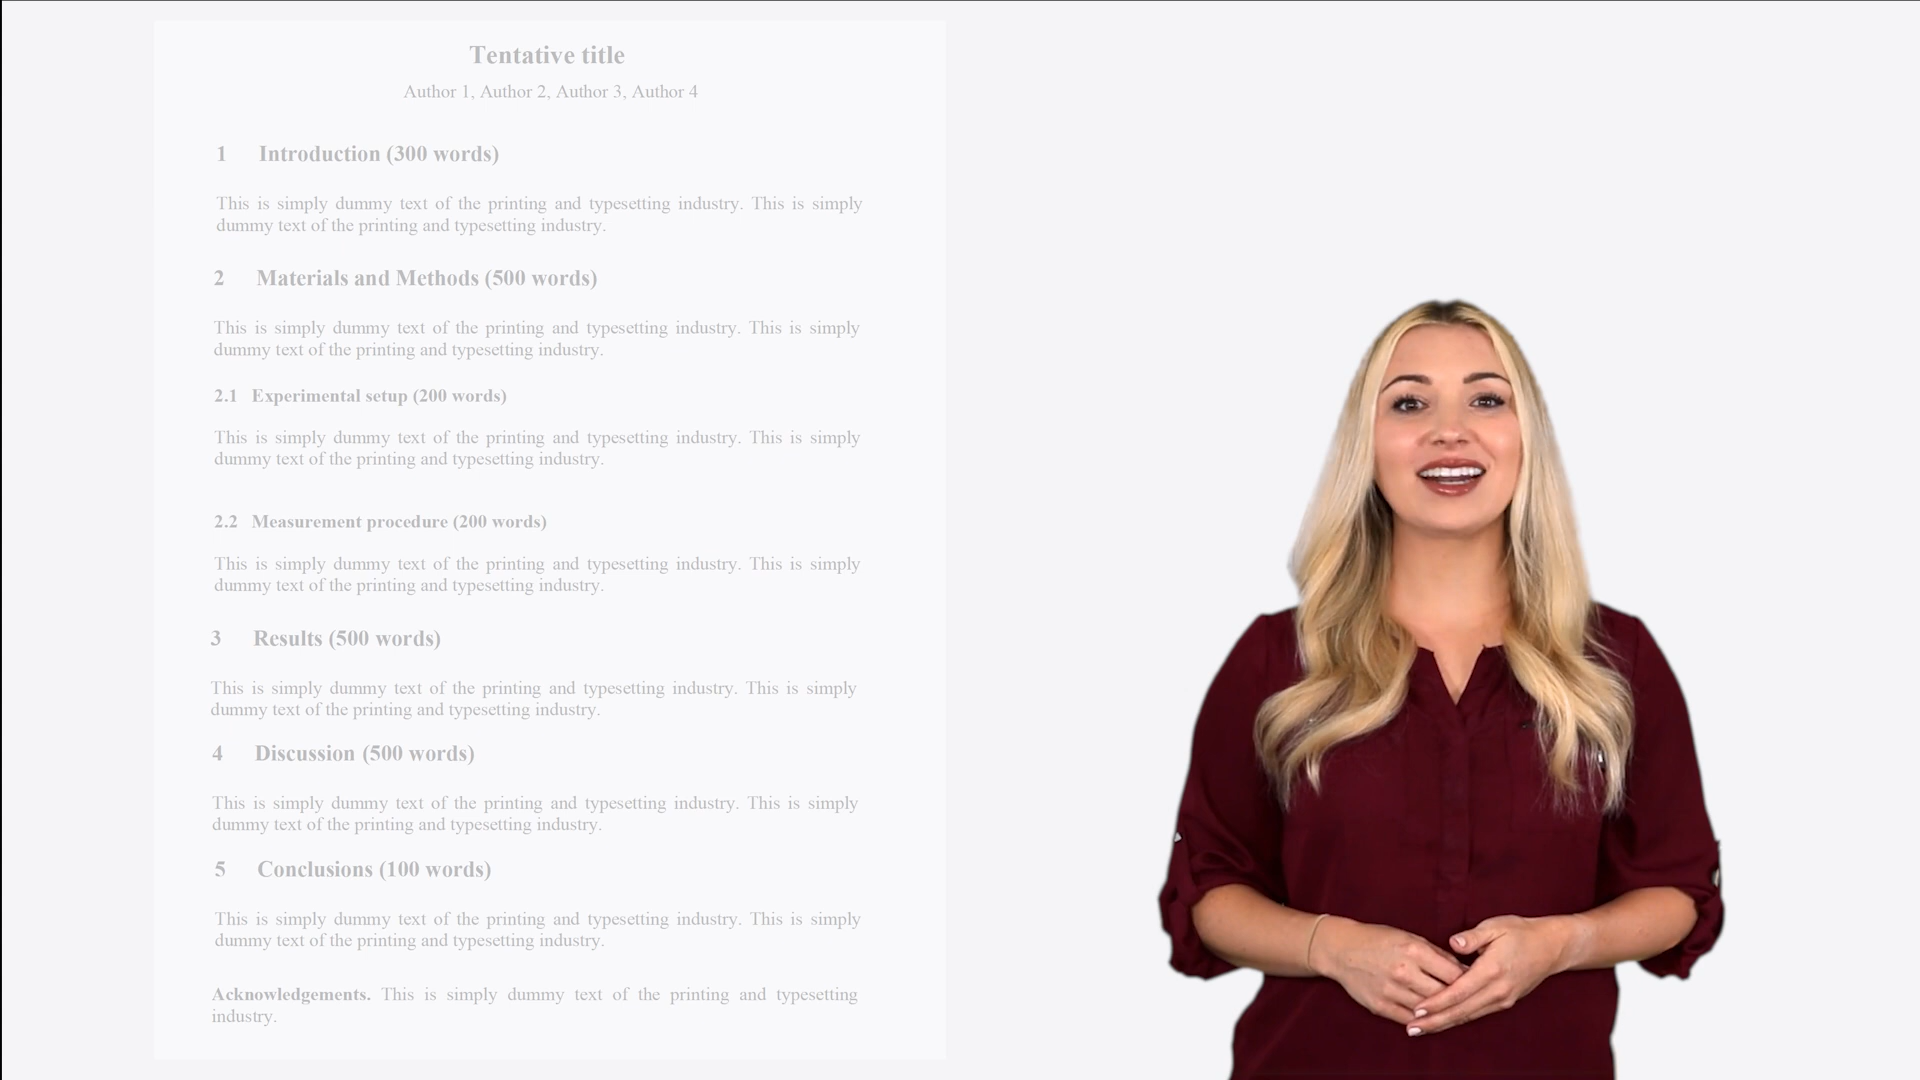 Tentative title
Author 1, Author 2, Author 3, Author 4
1 Introduction (300 words)
This is simply dummy text of the printing and typesetting industry. This is simply
dummy text of the printing and typesetting industry.
2 Materials and Methods (500 words)
This is simply dummy text of the printing and typesetting industry. This is simply
dummy text of the printing and typesetting industry.
2.1 Experimental setup (200 words)
This is simply dummy text of the printing and typesetting industry. This is simply
dummy text of the printing and typesetting industry.
2.2 Measurement procedure (200 words)
This is simply dummy text of the printing and typesetting industry. This is simply
dummy text of the printing and typesetting industry.
3 Results (500 words)
This is simply dummy text of the printing and typesetting industry. This is simply
dummy text of the printing and typesetting industry.
4 Discussion (500 words)
This is simply dummy text of the printing and typesetting industry. This is simply
dummy text of the printing and typesetting industry.
5 Conclusions (100 words)
This is simply dummy text of the printing and typesetting industry. This is simply
dummy text of the printing and typesetting industry.
Acknowledgements. This is simply dummy text of the printing and typesetting
industry.